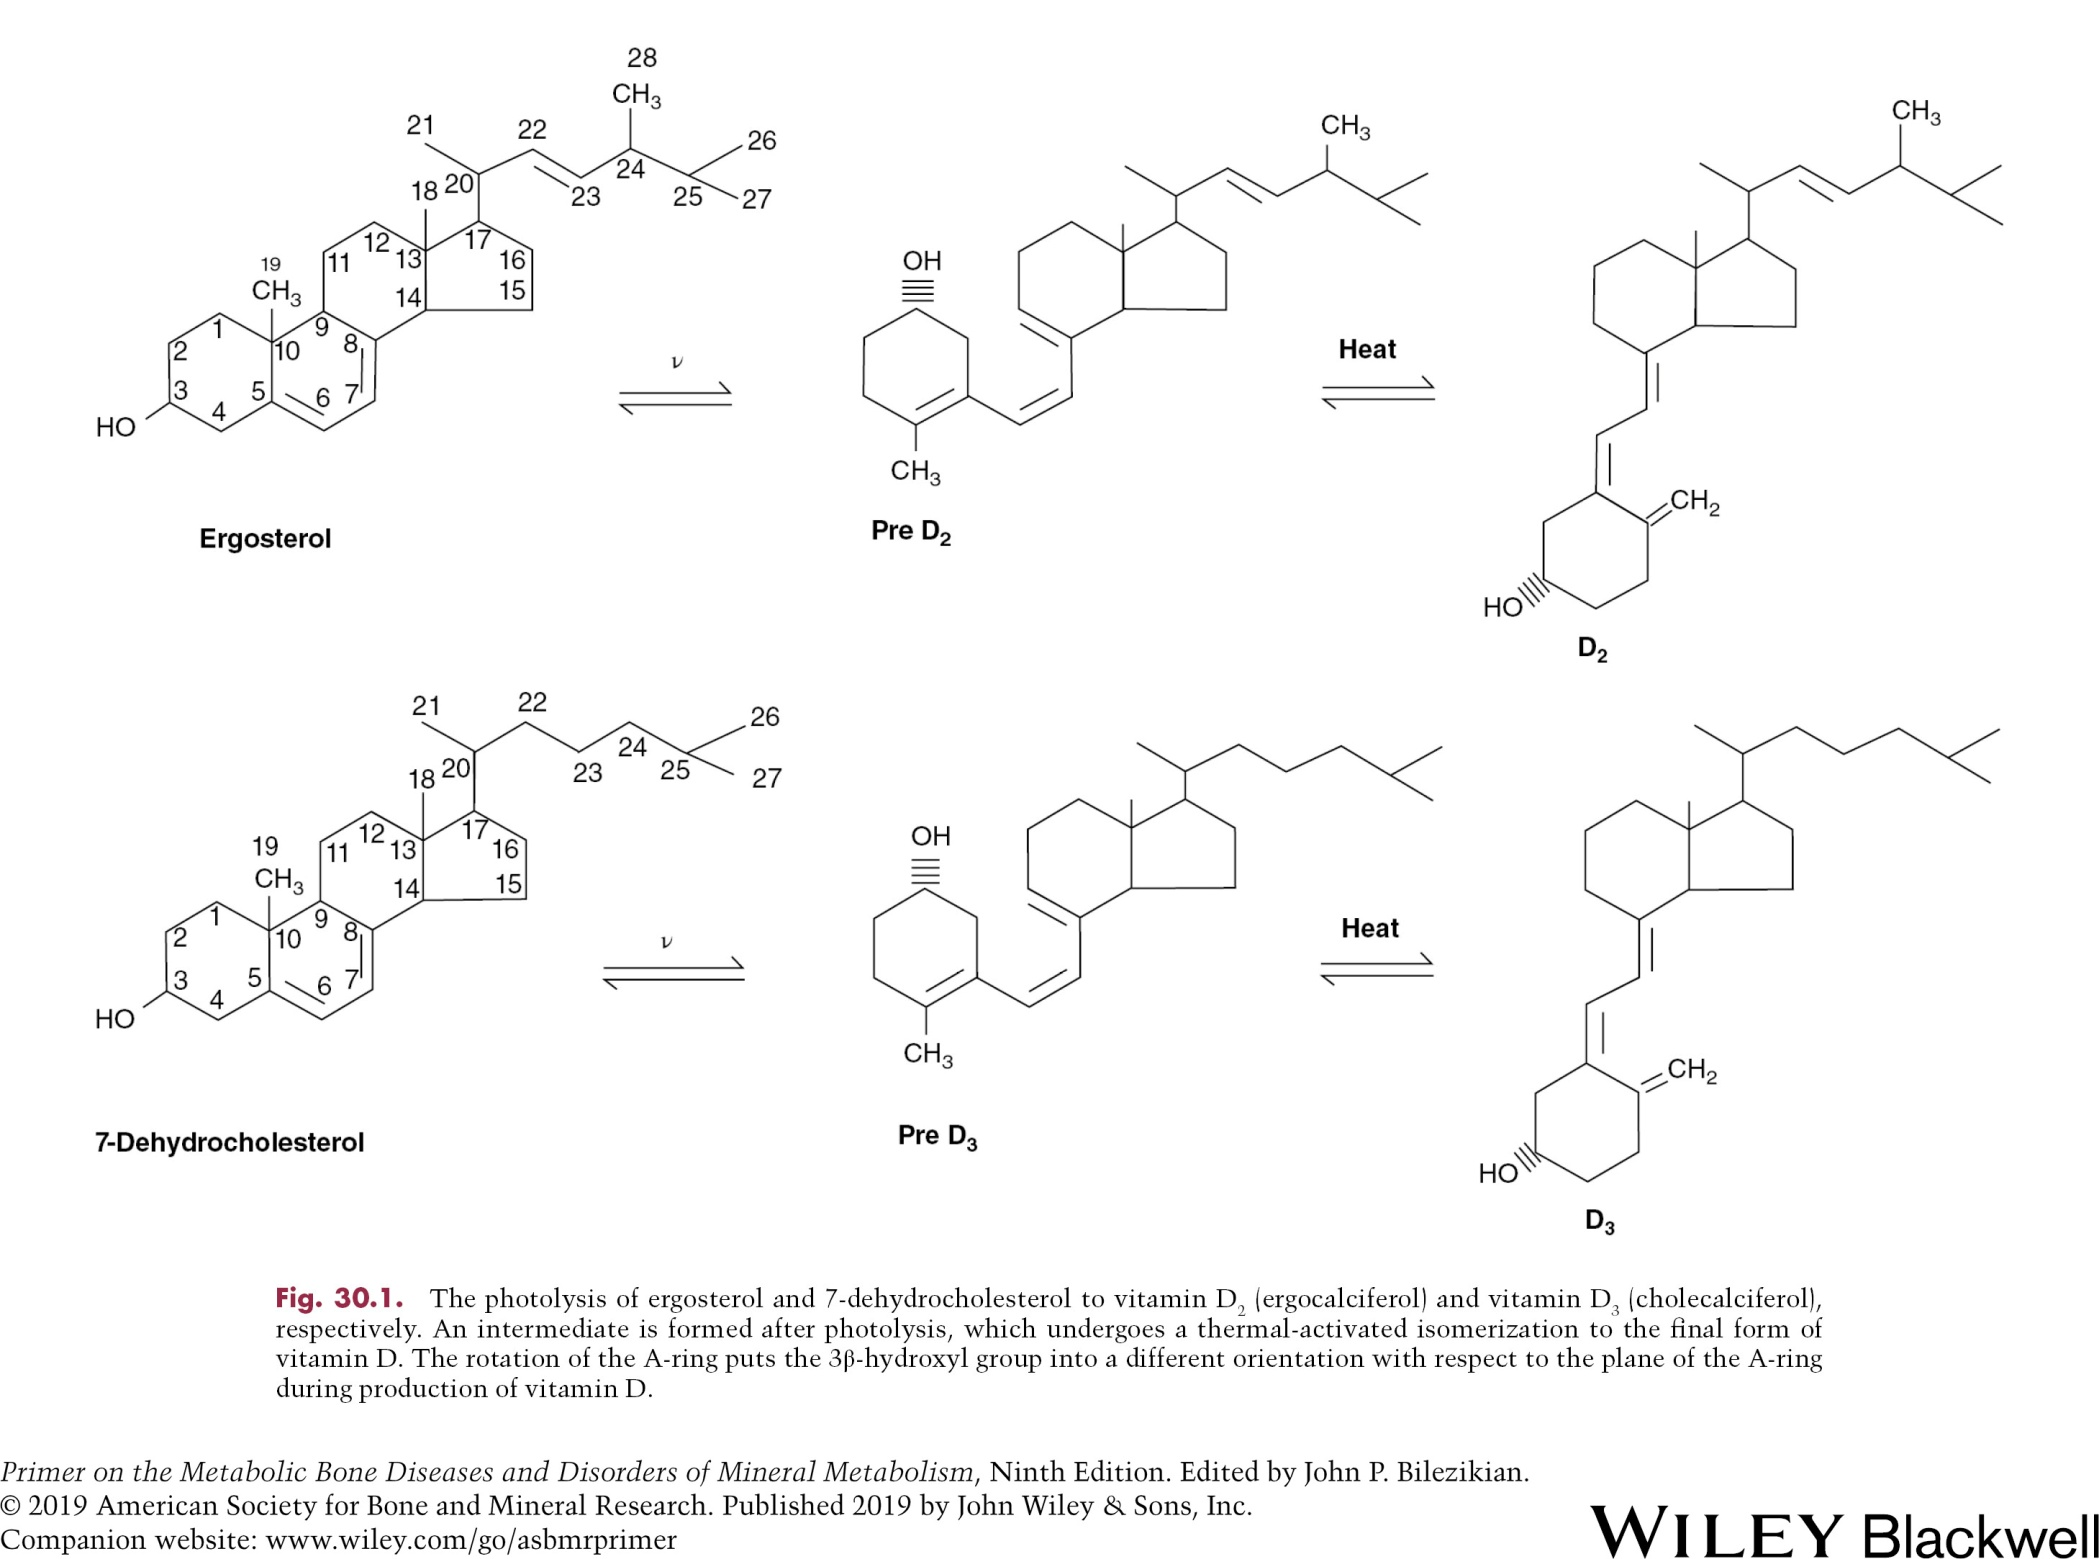 28
CH₃
21
22
26
20
24
18
23
25
27
12
17
19
11
13
16
CH₃
14
15
1
9
2
10
8
3
5
6
7
4
HO
Ergosterol
ν
CH₃
OH
CH₃
Pre D₂
Heat
CH₃
CH₂
HO
D₂
21
22
26
20
24
18
23
25
27
12
17
19
11
13
16
CH₃
14
15
1
9
2
10
8
3
5
6
7
4
HO
7-Dehydrocholesterol
ν
OH
CH₃
Pre D₃
Heat
CH₂
HO
D₃
Fig. 30.1. The photolysis of ergosterol and 7-dehydrocholesterol to vitamin D₂ (ergocalciferol) and vitamin D₃ (cholecalciferol),
respectively. An intermediate is formed after photolysis, which undergoes a thermal-activated isomerization to the final form of
vitamin D. The rotation of the A-ring puts the 3β-hydroxyl group into a different orientation with respect to the plane of the A-ring
during production of vitamin D.
Primer on the Metabolic Bone Diseases and Disorders of Mineral Metabolism, Ninth Edition. Edited by John P. Bilezikian.
© 2019 American Society for Bone and Mineral Research. Published 2019 by John Wiley & Sons, Inc.
Companion website: www.wiley.com/go/asbmrprimer
WILEY Blackwell